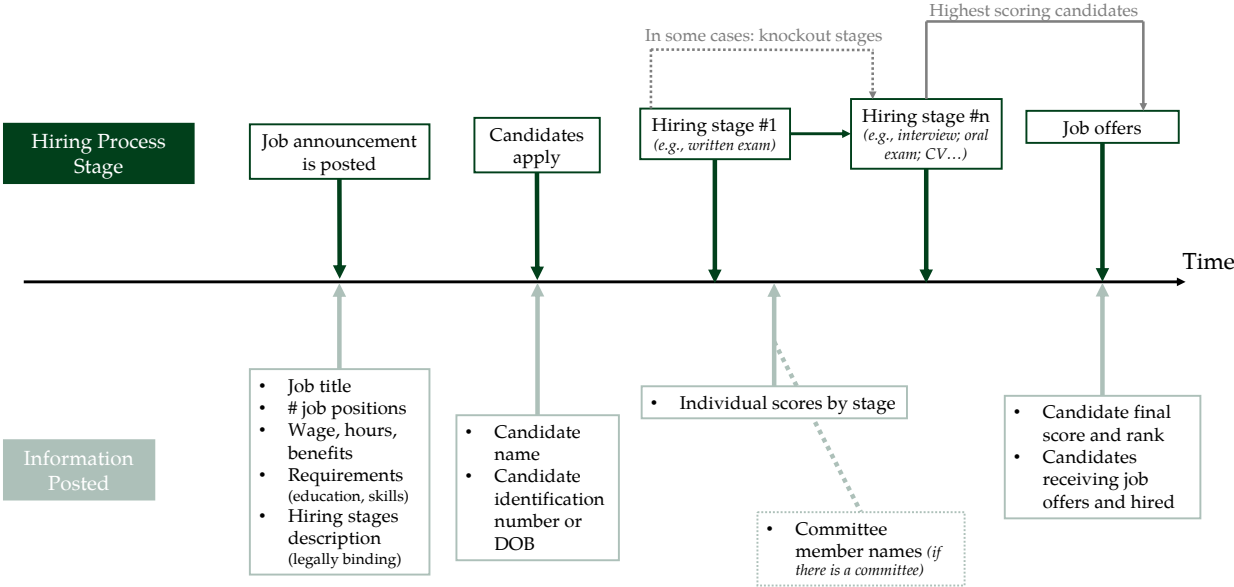 Highest scoring candidates
In some cases: knockout stages
Hiring Process
Stage
Job announcement
is posted
Candidates
apply
Hiring stage #1
(e.g., written exam)
Hiring stage #n
(e.g., interview; oral
exam; CV…)
Job offers
Time
Information
Posted
• Job title
• # job positions
• Wage, hours,
benefits
• Requirements
(education, skills)
• Hiring stages
description
(legally binding)
• Candidate
name
• Candidate
identification
number or
DOB
• Individual scores by stage
• Committee
member names (if
there is a committee)
• Candidate final
score and rank
• Candidates
receiving job
offers and hired